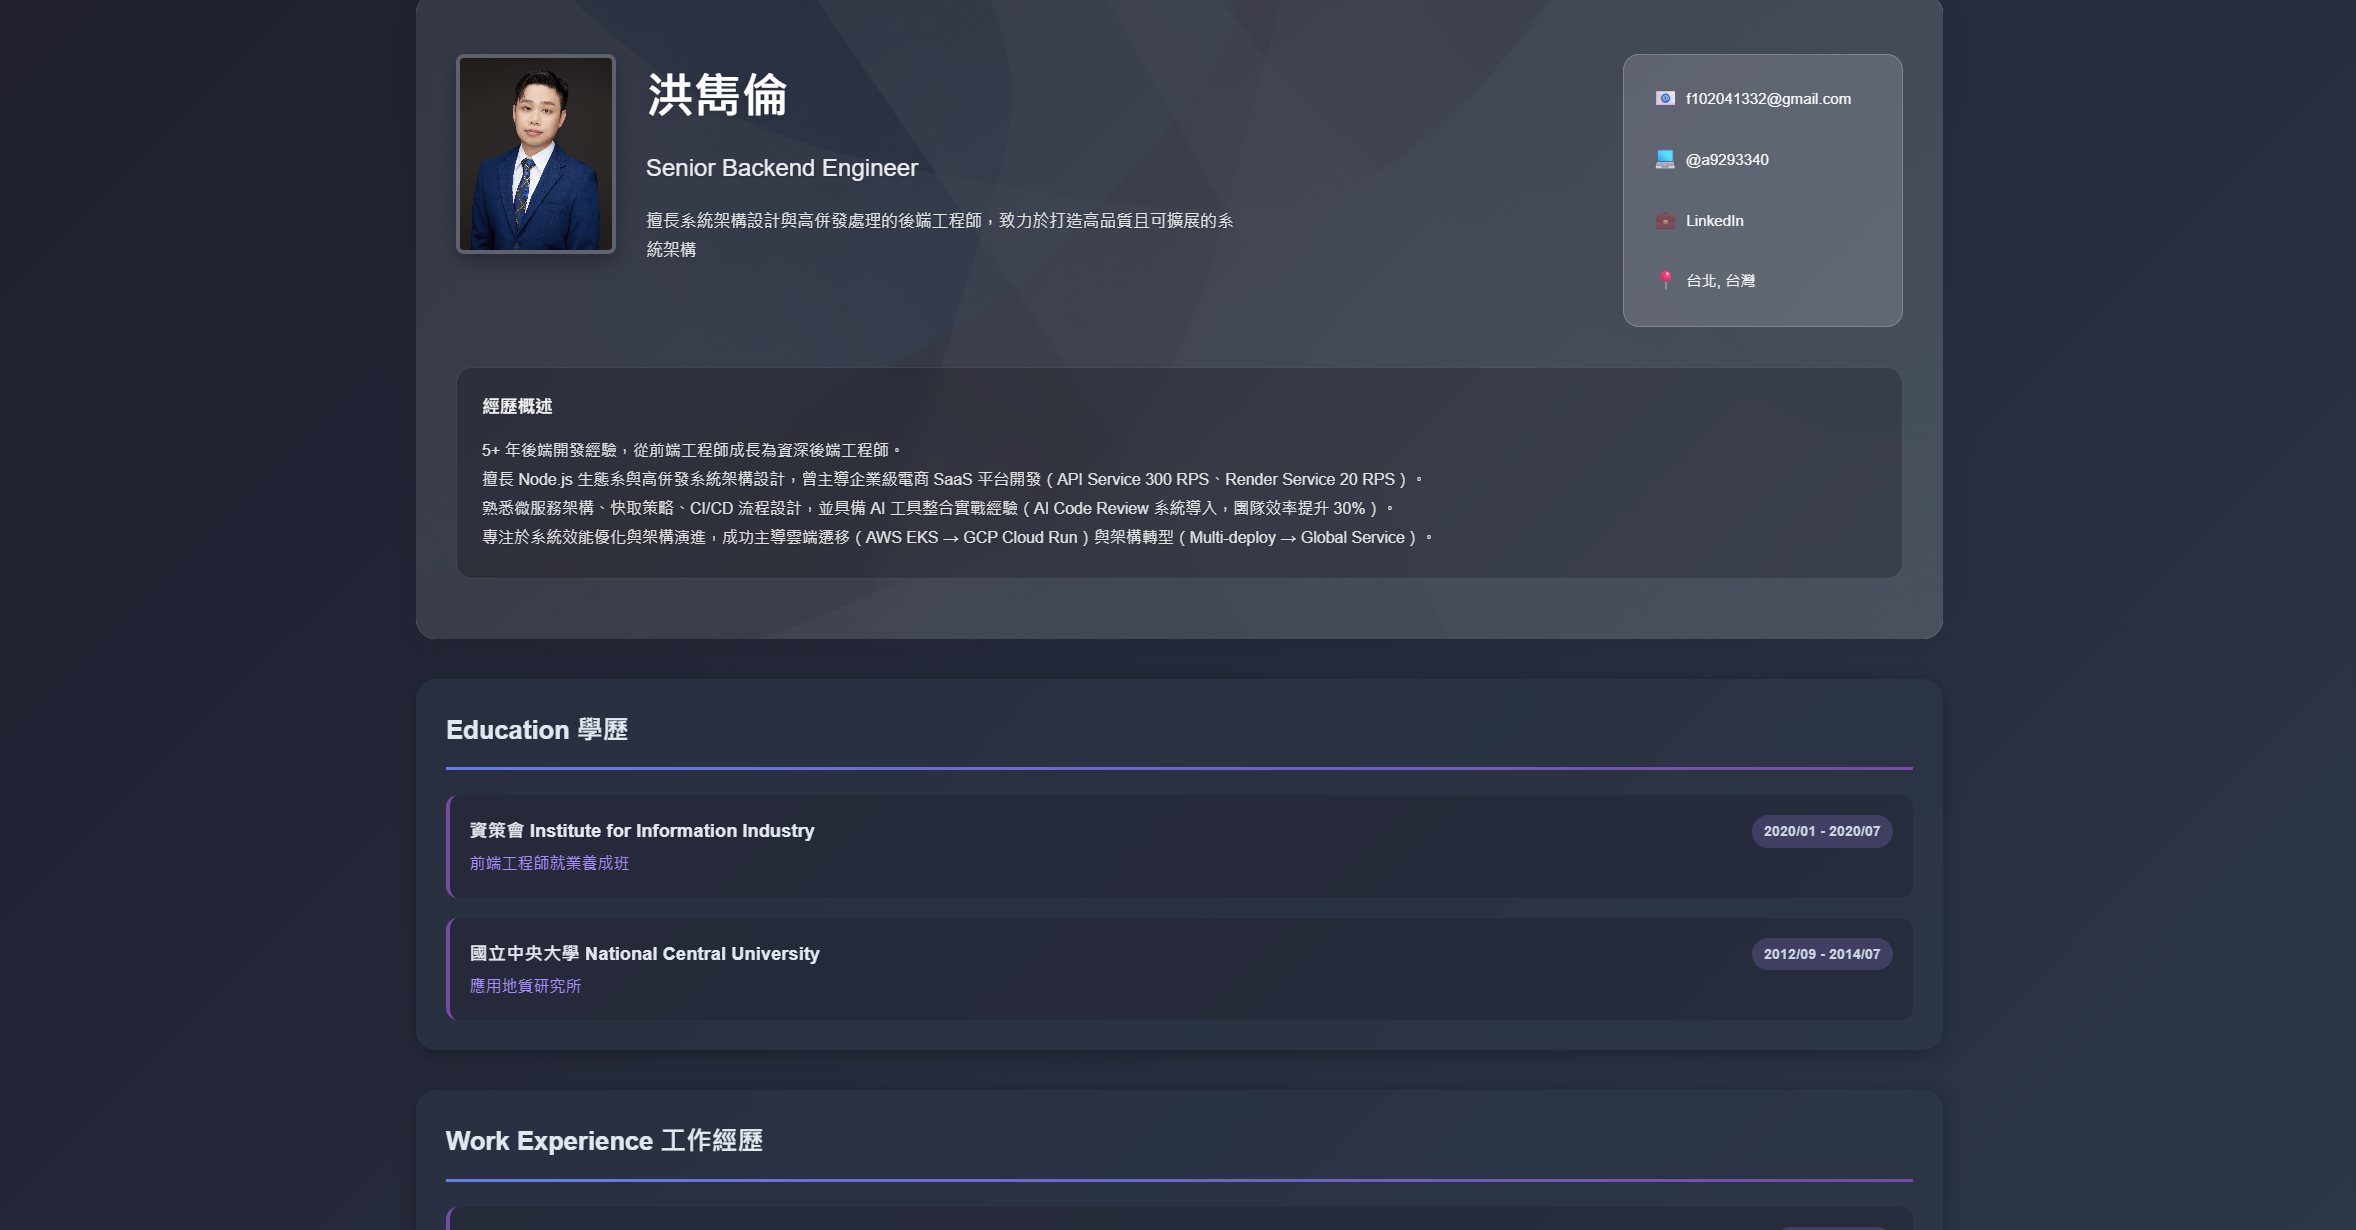 洪雋倫
Senior Backend Engineer
擅長系統架構設計與高併發處理的後端工程師，致力於打造高品質且可擴展的系
統架構
f102041332@gmail.com
@a9293340
LinkedIn
台北, 台灣
經歷概述
5+ 年後端開發經驗，從前端工程師成長為資深後端工程師。
擅長 Node.js 生態系與高併發系統架構設計，曾主導企業級電商 SaaS 平台開發（API Service 300 RPS、Render Service 20 RPS）。
熟悉微服務架構、快取策略、CI/CD 流程設計，並具備 AI 工具整合實戰經驗（AI Code Review 系統導入，團隊效率提升 30%）。
專注於系統效能優化與架構演進，成功主導雲端遷移（AWS EKS → GCP Cloud Run）與架構轉型（Multi-deploy → Global Service）。
Education 學歷
資策會 Institute for Information Industry
2020/01 - 2020/07
前端工程師就業養成班
國立中央大學 National Central University
2012/09 - 2014/07
應用地質研究所
Work Experience 工作經歷